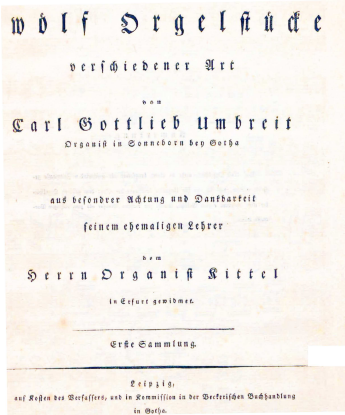 wölf Orgelstücke
verschiedener Art
von
Carl Gottlieb Umbreit
Organist in Sonneborn bey Gotha
aus besondrer Achtung und Dankbarkeit
seinem ehemaligen Lehrer
dem
Herrn Organist Kittel
in Erfurt gewidmet.
Erste Sammlung.
Leipzig,
auf Kosten des Verfassers, und in Kommission in der Beckerischen Buchhandlung
in Gotha.